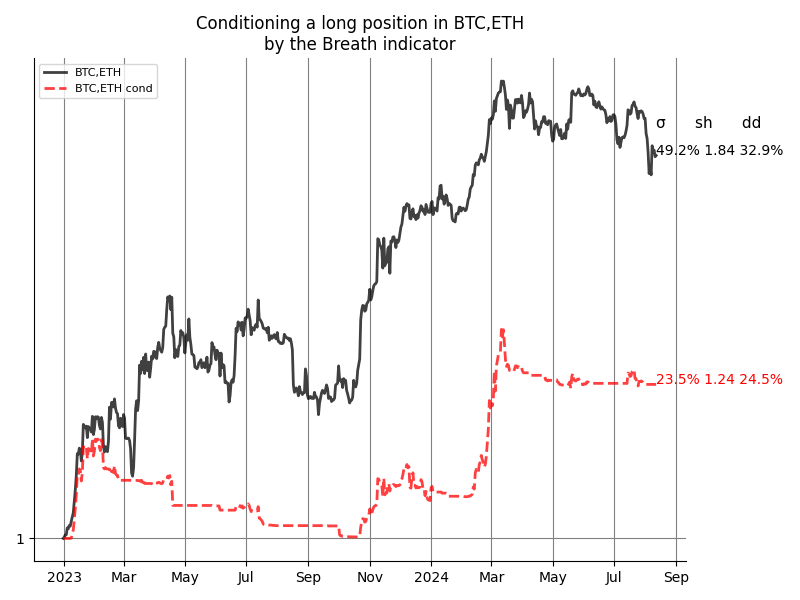 Conditioning a long position in BTC,ETH
by the Breath indicator
BTC,ETH
BTC,ETH cond
σ sh dd
49.2% 1.84 32.9%
23.5% 1.24 24.5%
1
2023 Mar May Jul Sep Nov 2024 Mar May Jul Sep